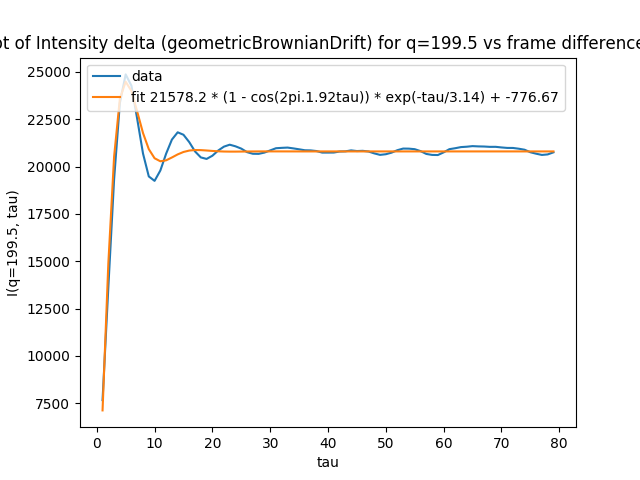 ot of Intensity delta (geometricBrownianDrift) for q=199.5 vs frame difference
data
fit 21578.2 * (1 - cos(2pi.1.92tau)) * exp(-tau/3.14) + -776.67
25000
22500
20000
17500
15000
12500
10000
7500
I(q=199.5, tau)
0 10 20 30 40 50 60 70 80
tau